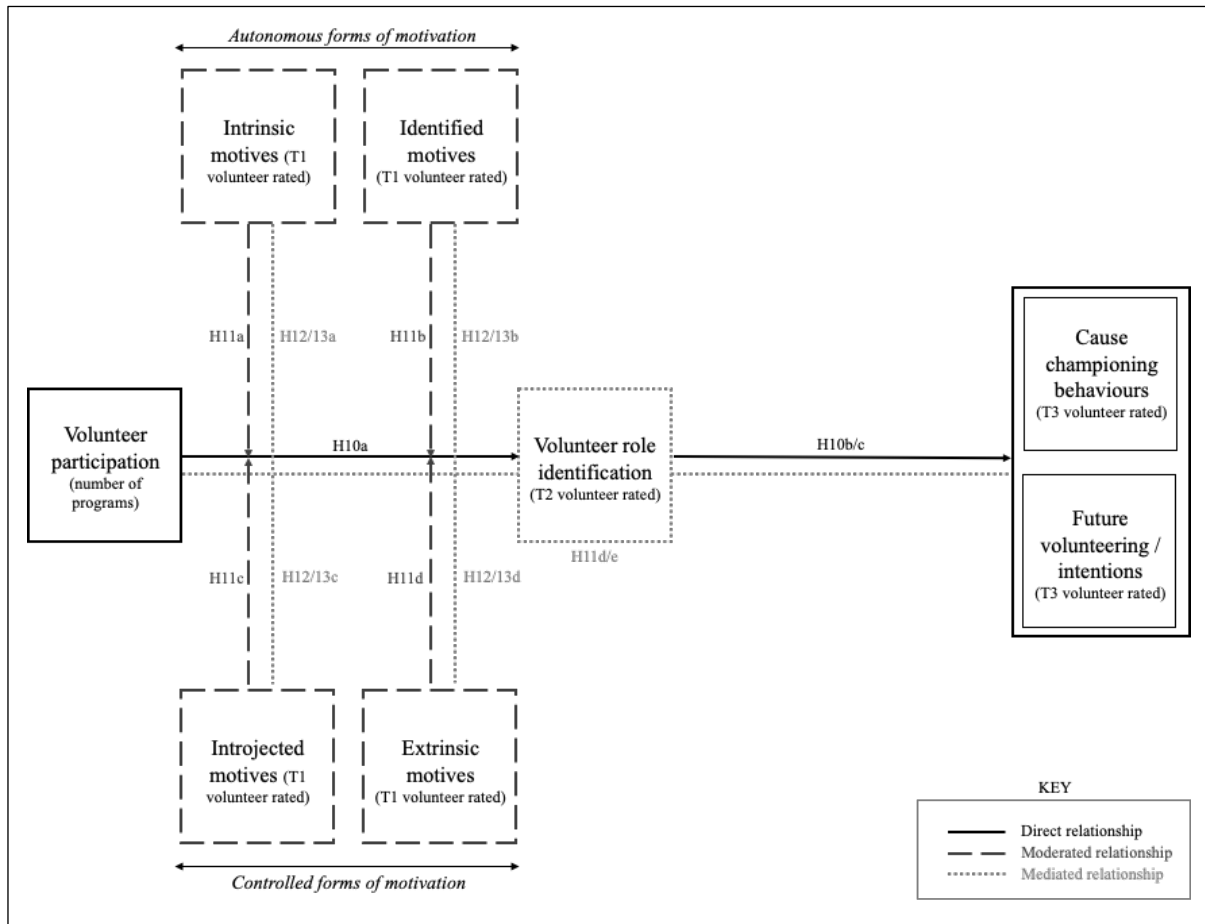 Autonomous forms of motivation
Intrinsic
motives (T1
volunteer rated)
Identified
motives
(T1 volunteer rated)
H11a
H12/13a
H11b
H12/13b
Cause
championing
behaviours
(T3 volunteer rated)
Volunteer
participation
(number of
programs)
H10a
Volunteer role
identification
(T2 volunteer rated)
H10b/c
H11d/e
Future
volunteering /
intentions
(T3 volunteer rated)
H11c
H12/13c
H11d
H12/13d
Introjected
motives (T1
volunteer rated)
Extrinsic
motives
(T1 volunteer rated)
Controlled forms of motivation
KEY
Direct relationship
Moderated relationship
Mediated relationship